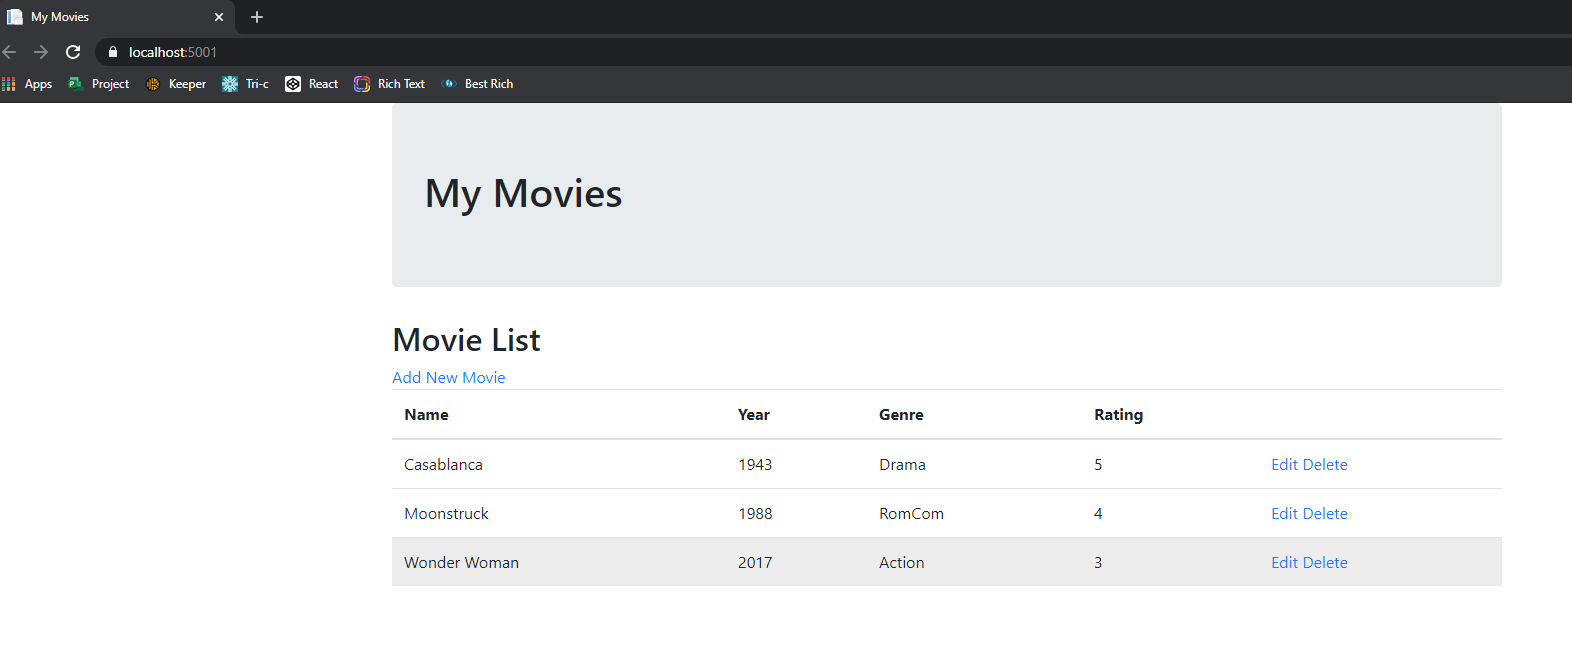 My Movies
localhost:5001
Apps Project Keeper Tri-c React Rich Text Best Rich
My Movies
Movie List
Add New Movie
Name Year Genre Rating
Casablanca 1943 Drama 5 Edit Delete
Moonstruck 1988 RomCom 4 Edit Delete
Wonder Woman 2017 Action 3 Edit Delete